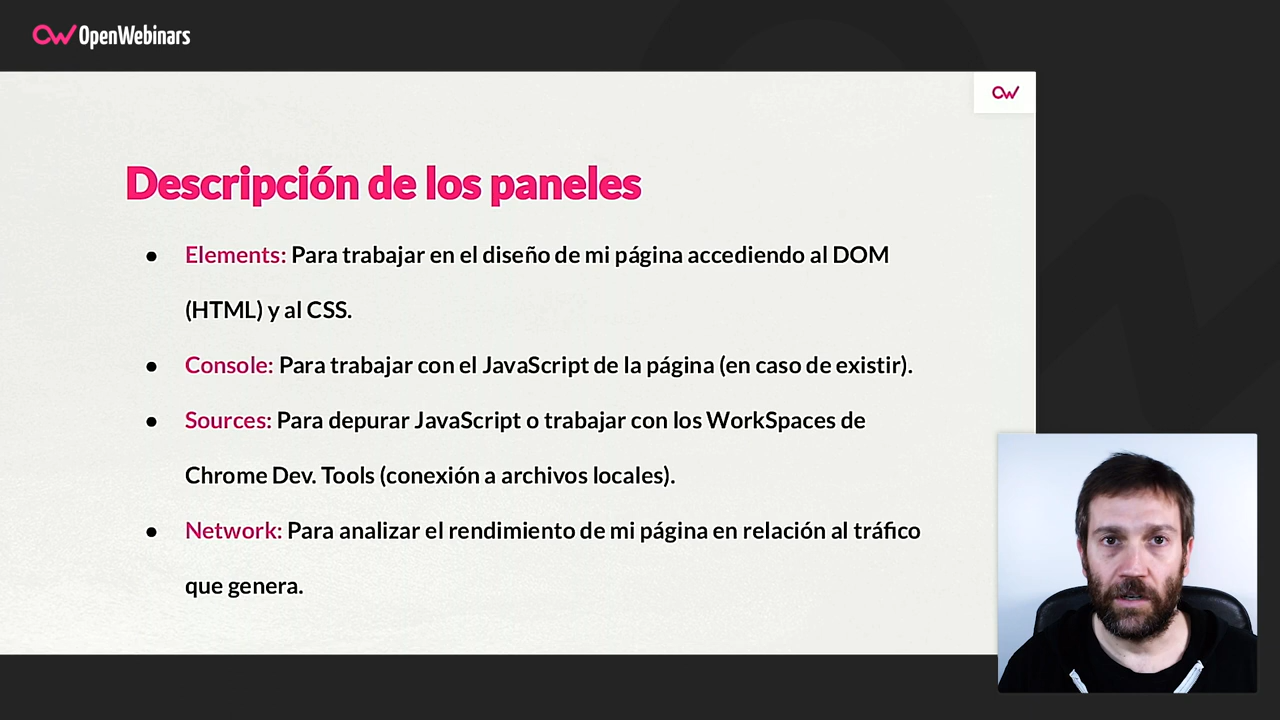 OpenWebinars
Descripción de los paneles
● Elements: Para trabajar en el diseño de mi página accediendo al DOM
(HTML) y al CSS.
● Console: Para trabajar con el JavaScript de la página (en caso de existir).
● Sources: Para depurar JavaScript o trabajar con los WorkSpaces de
Chrome Dev. Tools (conexión a archivos locales).
● Network: Para analizar el rendimiento de mi página en relación al tráfico
que genera.